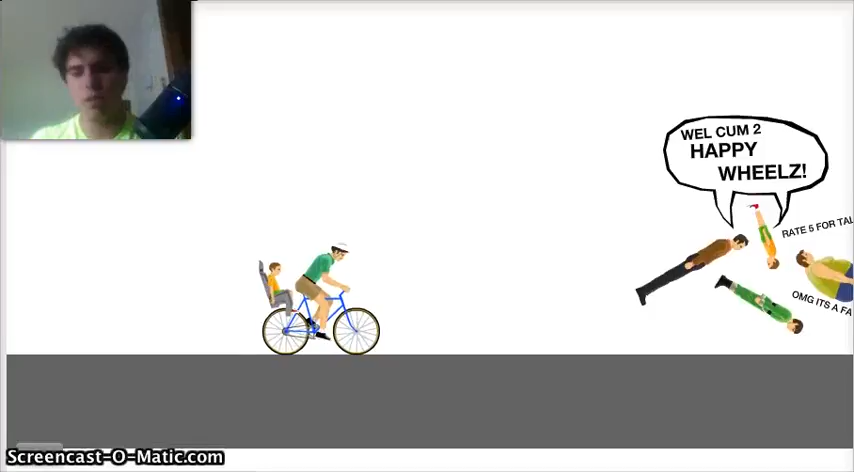 WEL CUM 2
HAPPY
WHEELZ!
RATE 5 FOR
OMG ITS A
Screencast-O-Matic.com